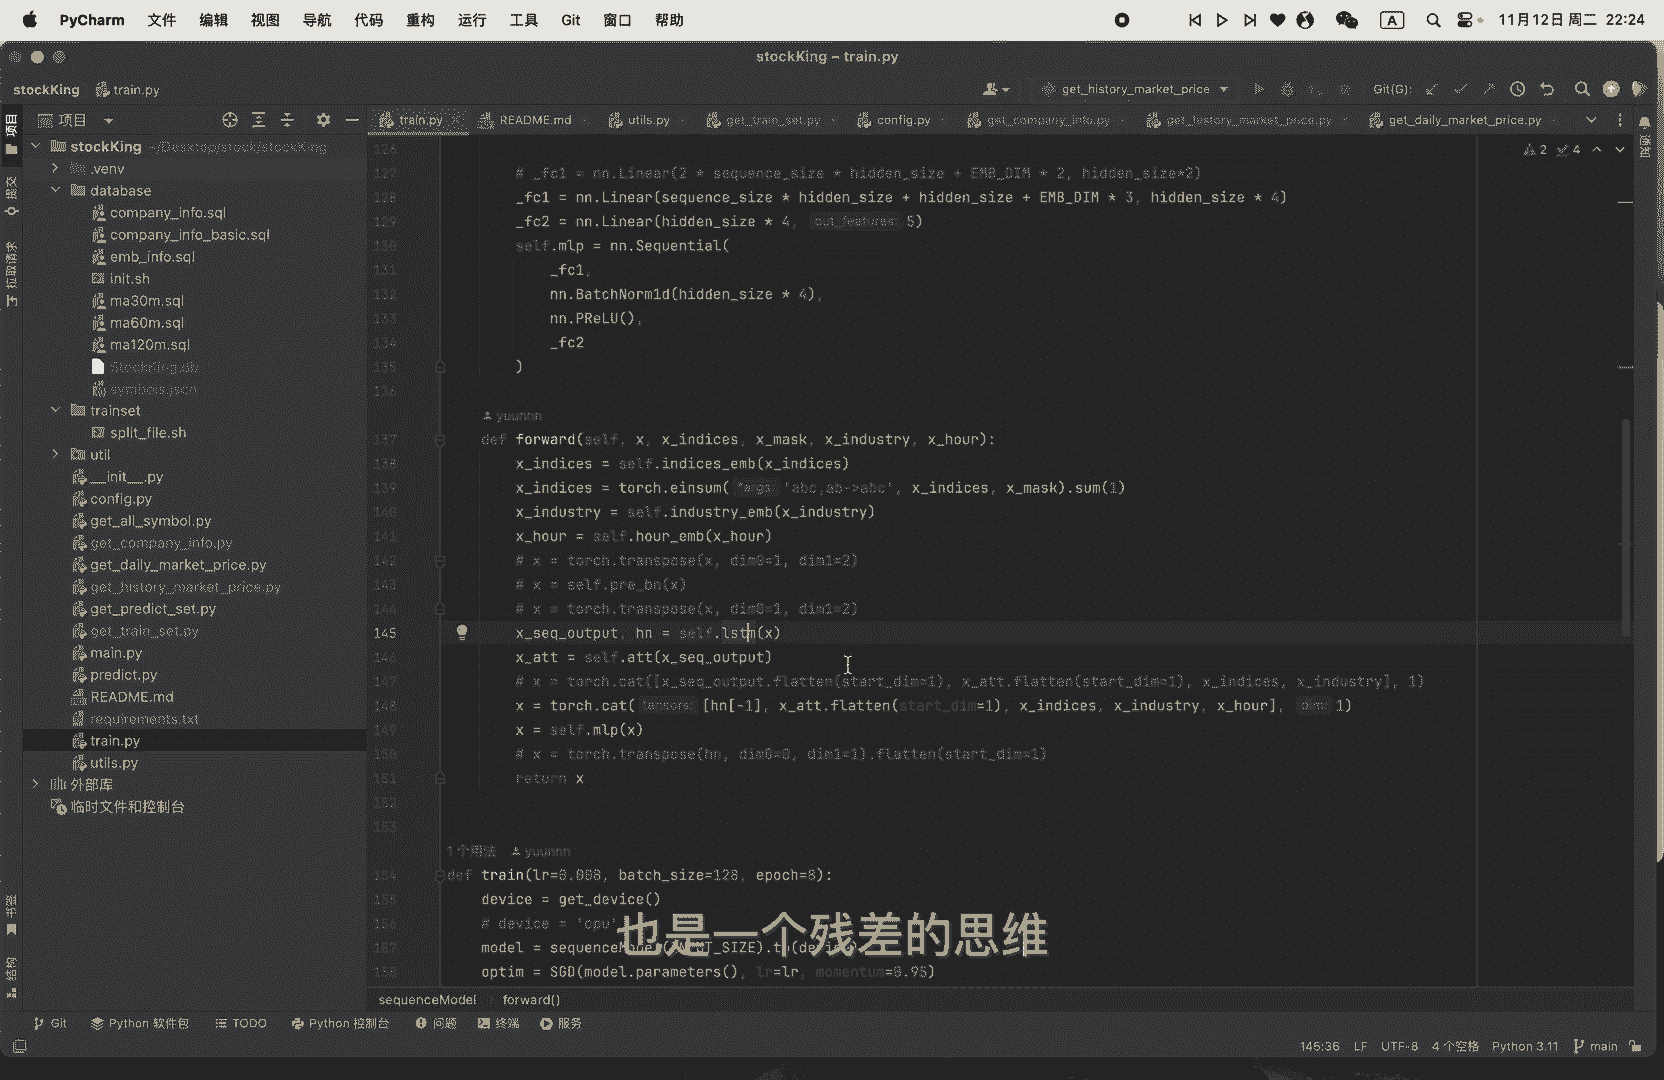 PyCharm 文件 编辑 视图 导航 代码 重构 运行 工具 Git 窗口 帮助 A 11月12日 周二 22:24
stockKing – train.py
stockKing train.py get_history_market_price Git(G):
项目 train.py README.md utils.py get_train_set.py config.py get_company_info.py get_history_market_price.py get_daily_market_price.py
项目
提交
拉取请求
书签
结构
通知
2 4
stockKing ~/Desktop/stock/stockKing
.venv
database
company_info.sql
company_info_basic.sql
emb_info.sql
init.sh
ma30m.sql
ma60m.sql
ma120m.sql
StockKing.db
symbols.json
trainset
split_file.sh
util
__init__.py
config.py
get_all_symbol.py
get_company_info.py
get_daily_market_price.py
get_history_market_price.py
get_predict_set.py
get_train_set.py
main.py
predict.py
README.md
requirements.txt
train.py
utils.py
外部库
临时文件和控制台
126
127 # _fc1 = nn.Linear(2 * sequence_size * hidden_size + EMB_DIM * 2, hidden_size*2)
128 _fc1 = nn.Linear(sequence_size * hidden_size + hidden_size + EMB_DIM * 3, hidden_size * 4)
129 _fc2 = nn.Linear(hidden_size * 4, out_features: 5)
130 self.mlp = nn.Sequential(
131 _fc1,
132 nn.BatchNorm1d(hidden_size * 4),
133 nn.PReLU(),
134 _fc2
135 )
136
yuunnn
137 def forward(self, x, x_indices, x_mask, x_industry, x_hour):
138 x_indices = self.indices_emb(x_indices)
139 x_indices = torch.einsum( *args: 'abc,ab->abc', x_indices, x_mask).sum(1)
140 x_industry = self.industry_emb(x_industry)
141 x_hour = self.hour_emb(x_hour)
142 # x = torch.transpose(x, dim0=1, dim1=2)
143 # x = self.pre_bn(x)
144 # x = torch.transpose(x, dim0=1, dim1=2)
145 x_seq_output, hn = self.lstm(x)
146 x_att = self.att(x_seq_output)
147 # x = torch.cat([x_seq_output.flatten(start_dim=1), x_att.flatten(start_dim=1), x_indices, x_industry], 1)
148 x = torch.cat( tensors: [hn[-1], x_att.flatten(start_dim=1), x_indices, x_industry, x_hour], dim: 1)
149 x = self.mlp(x)
150 # x = torch.transpose(hn, dim0=0, dim1=1).flatten(start_dim=1)
151 return x
152
153
1个用法 yuunnn
154 def train(lr=0.008, batch_size=128, epoch=8):
155 device = get_device()
156 # device = 'cpu'
157 model = sequenceM
158 optim = SGD(model.parameters(), lr=lr, momentum=0.95)
也是一个残差的思维
sequenceModel forward()
Git Python 软件包 TODO Python 控制台 问题 终端 服务
145:36 LF UTF-8 4 个空格 Python 3.11 main